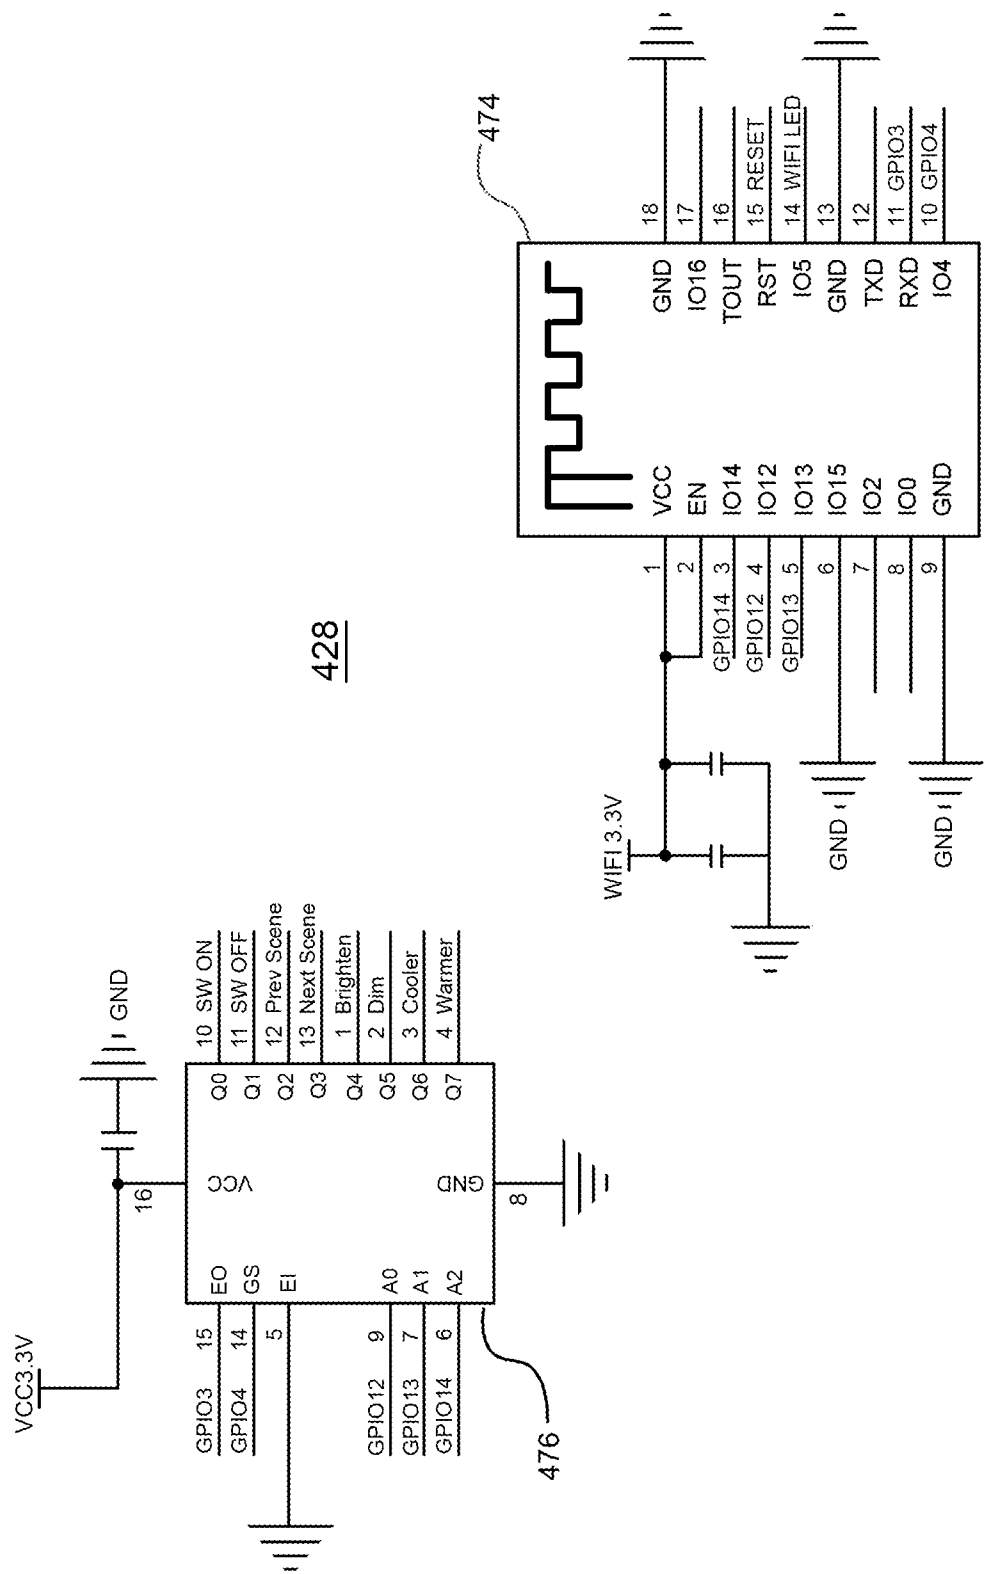 428
VCC3.3V
16
GND
VCC
GPIO3 15 EO
GPIO4 14 GS
5 EI
GPIO12 9 A0
GPIO13 7 A1
GPIO14 6 A2
Q0 10 SW ON
Q1 11 SW OFF
Q2 12 Prev Scene
Q3 13 Next Scene
Q4 1 Brighten
Q5 2 Dim
Q6 3 Cooler
Q7 4 Warmer
GND
8
476
474
WIFI 3.3V
1 VCC
2 EN
GPIO14 3 IO14
GPIO12 4 IO12
GPIO13 5 IO13
GND 6 IO15
7 IO2
8 IO0
GND 9 GND
GND 18
IO16 17
TOUT 16
RST 15 RESET
IO5 14 WIFI LED
GND 13
TXD 12
RXD 11 GPIO3
IO4 10 GPIO4